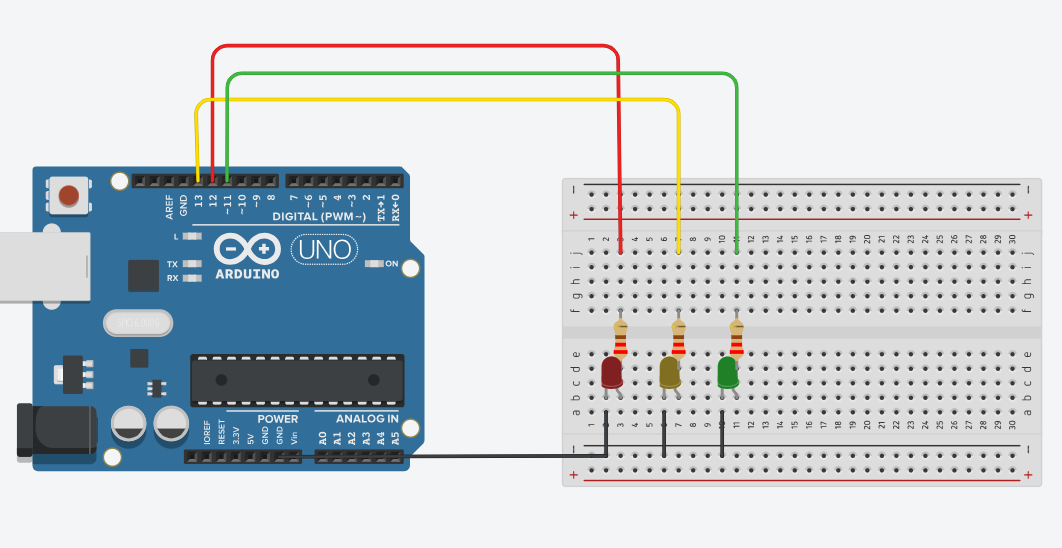 AREF
GND
13
12
~11
~10
~9
8
7
~6
~5
~4
~3
2
TX→1
RX←0
DIGITAL (PWM~)
L
TX
RX
UNO
ARDUINO
ON
POWER
ANALOG IN
IOREF
RESET
3.3V
5V
GND
GND
Vin
A0
A1
A2
A3
A4
A5
− −
+ +
1 2 3 4 5 6 7 8 9 10 11 12 13 14 15 16 17 18 19 20 21 22 23 24 25 26 27 28 29 30
j j
i i
h h
g g
f f
e e
d d
c c
b b
a a
1 2 3 4 5 6 7 8 9 10 11 12 13 14 15 16 17 18 19 20 21 22 23 24 25 26 27 28 29 30
− −
+ +